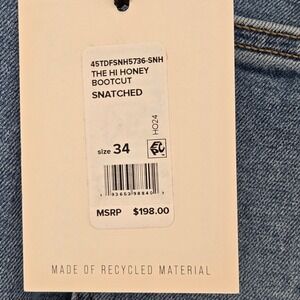 45TDFSNH5736-SNH
THE HI HONEY
BOOTCUT
SNATCHED
HO24
size 34
MSRP $198.00
MADE OF RECYCLED MATERIAL